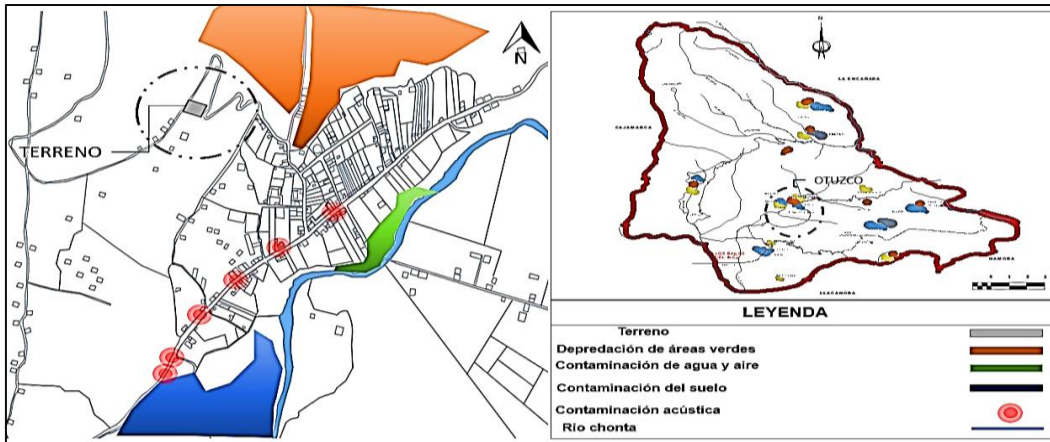 N
TERRENO
N
LA ENCAÑADA
CAJAMARCA
OTUZCO
NAMORA
LLACANORA
LEYENDA
Terreno
Depredación de áreas verdes
Contaminación de agua y aire
Contaminación del suelo
Contaminación acústica
Río chonta